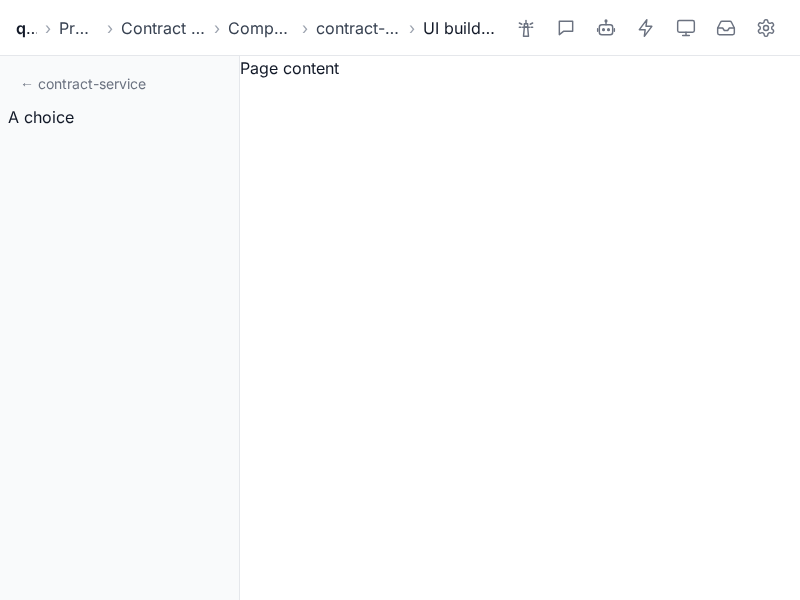 q... › Pr... › Contract ... › Comp... › contract-... › UI build...
← contract-service
Page content
A choice